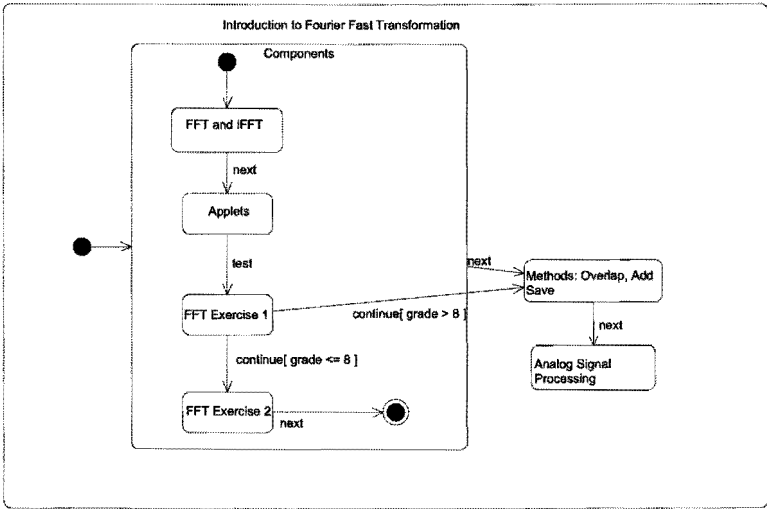 Introduction to Fourier Fast Transformation
Components
FFT and IFFT
next
Applets
test
FFT Exercise 1
continue[ grade > 8 ]
continue[ grade <= 8 ]
FFT Exercise 2
next
next
Methods: Overlap, Add
Save
next
Analog Signal
Processing